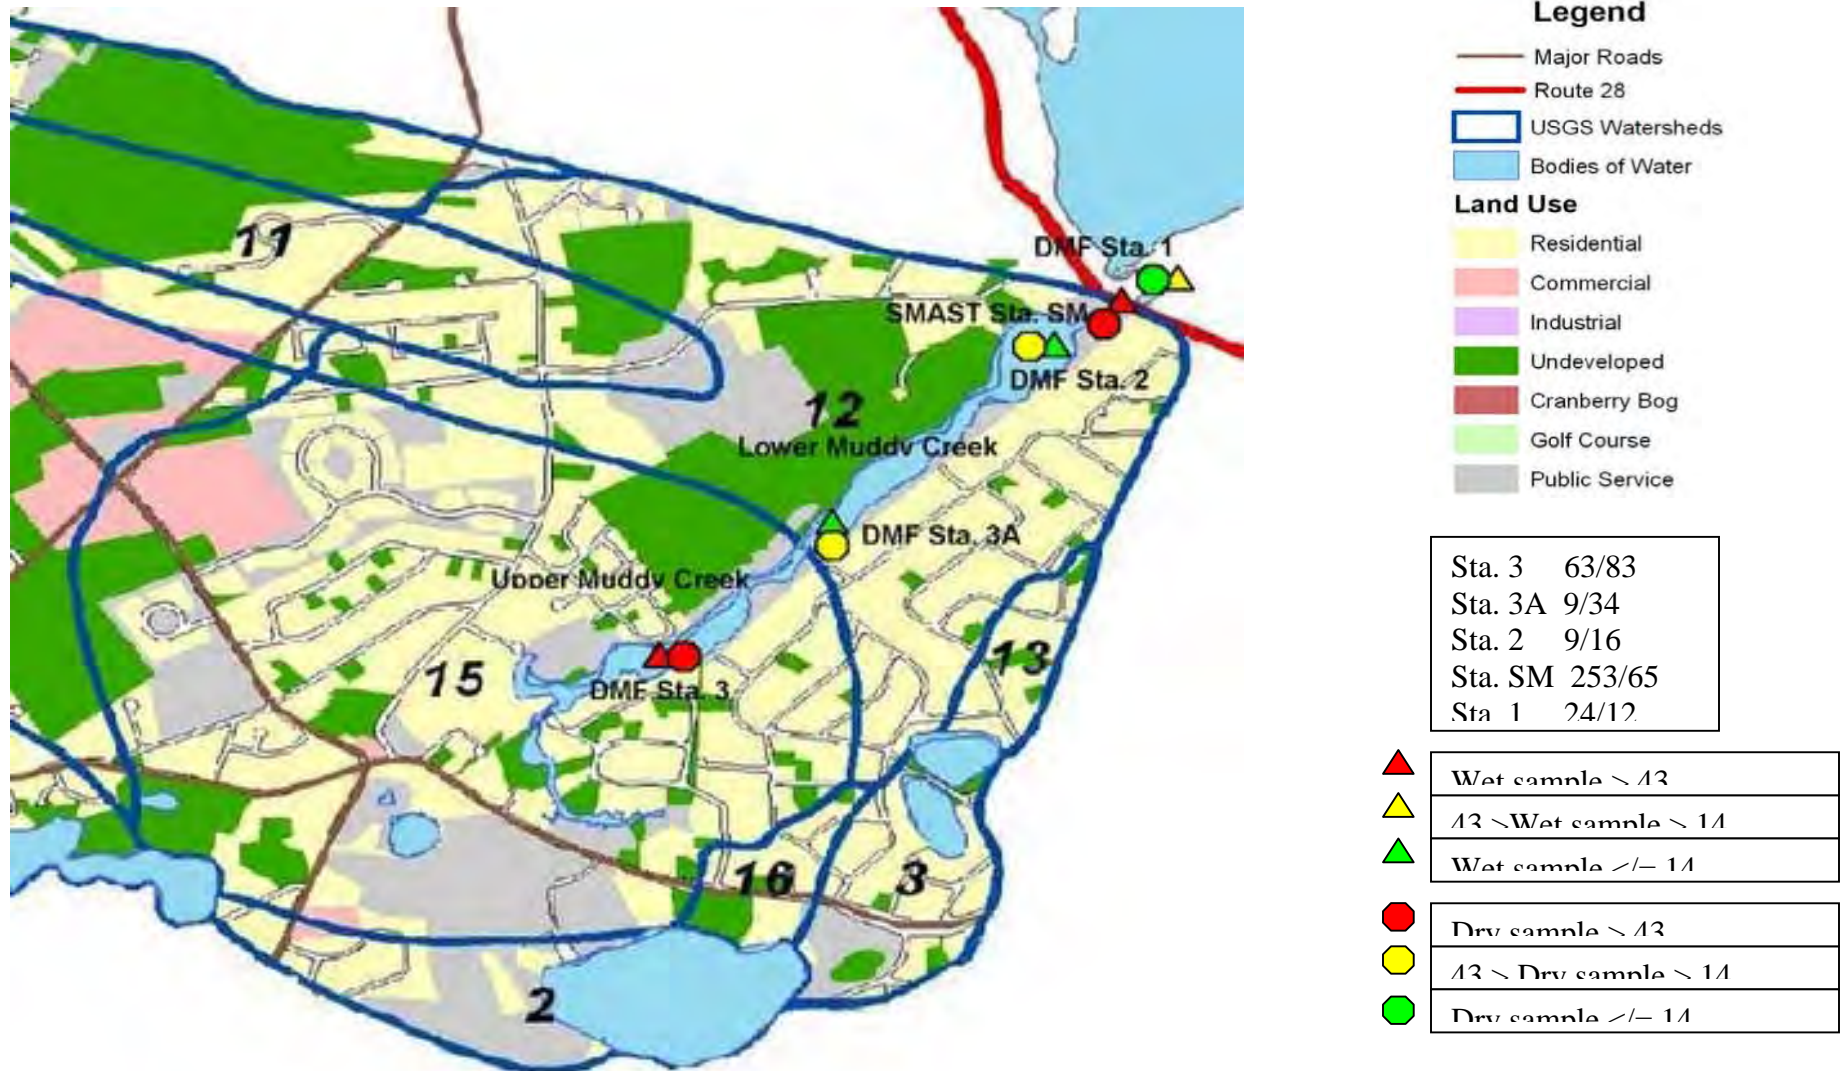 Legend
Major Roads
Route 28
USGS Watersheds
Bodies of Water
Land Use
Residential
Commercial
Industrial
Undeveloped
Cranberry Bog
Golf Course
Public Service
11
DMF Sta. 1
SMAST Sta. SM
DMF Sta. 2
12
Lower Muddy Creek
DMF Sta. 3A
Upper Muddy Creek
13
15
DMF Sta. 3
16
3
2
Sta. 3 63/83
Sta. 3A 9/34
Sta. 2 9/16
Sta. SM 253/65
Sta. 1 24/12
Wet sample > 43
43 >Wet sample > 14
Wet sample </= 14
Dry sample > 43
43 > Dry sample > 14
Dry sample </= 14